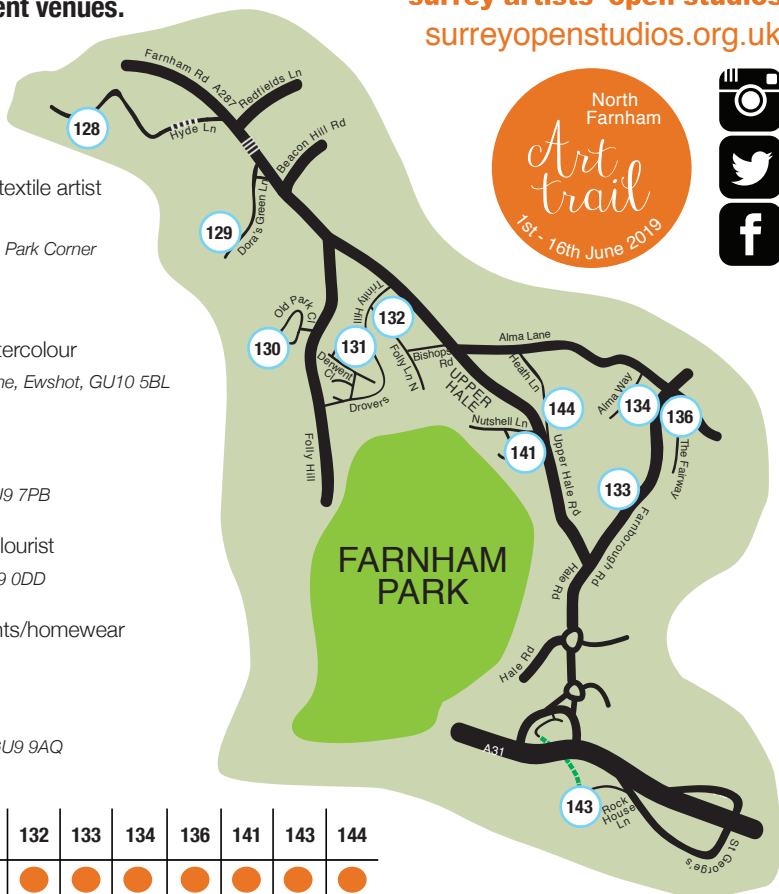 ent venues.
surrey artists' open studios
surreyopenstudios.org.uk
North
Farnham
Art
trail
1st - 16th June 2019
textile artist
Park Corner
tercolour
ne, Ewshot, GU10 5BL
U9 7PB
lourist
9 0DD
nts/homewear
GU9 9AQ
Farnham Rd A287
Redfields Ln
128
Hyde Ln
Beacon Hill Rd
129
Dora's Green Ln
Old Park Cl
130
Trinity Hill
132
131
Derwent
Cl
Folly Ln N
Bishops
Rd
Drovers
Alma Lane
UPPER
HALE
Heath Ln
Alma Way
144
134
136
Nutshell Ln
141
Folly Hill
Upper Hale Rd
The Fairway
133
Farnborough Rd
FARNHAM
PARK
Hale Rd
Hale Rd
A31
143
Rock
House
Ln
St George's
132 133 134 136 141 143 144